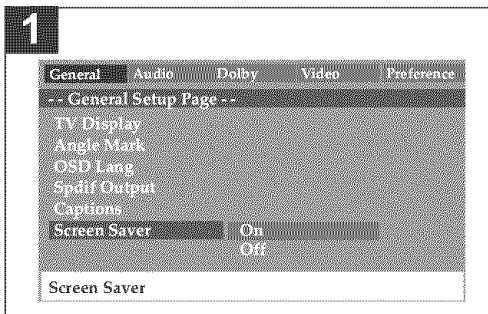 1
General Audio Dolby Video Preference
- - General Setup Page - -
TV Display
Angle Mark
OSD Lang
Spdif Output
Captions
Screen Saver On
Off
Screen Saver